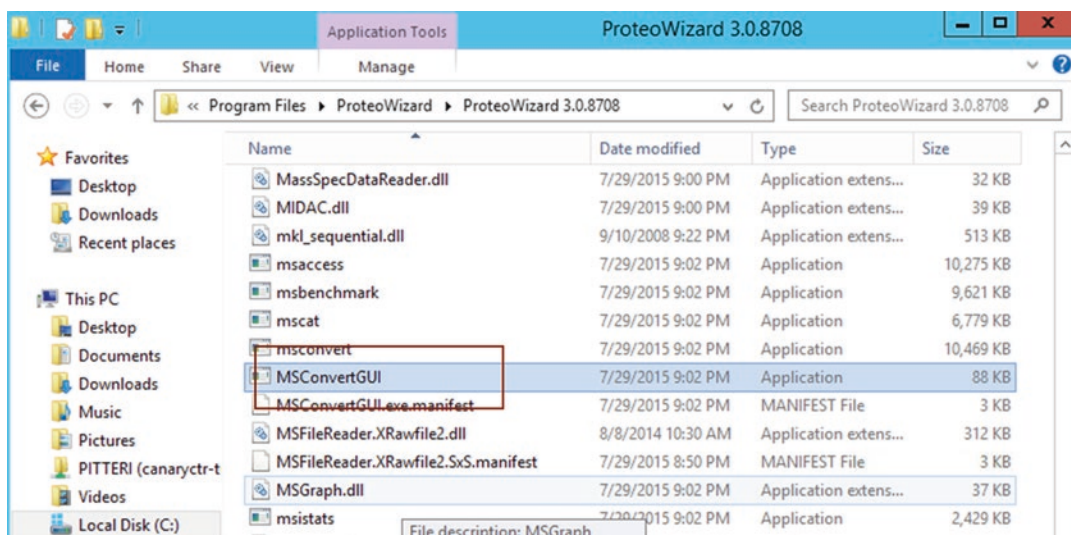 Application Tools
ProteoWizard 3.0.8708
File Home Share View Manage
« Program Files ProteoWizard ProteoWizard 3.0.8708 Search ProteoWizard 3.0.8708
Name Date modified Type Size
Favorites
Desktop
Downloads
Recent places
This PC
Desktop
Documents
Downloads
Music
Pictures
PITTERI (canaryctr-t
Videos
Local Disk (C:)
MassSpecDataReader.dll 7/29/2015 9:00 PM Application extens... 32 KB
MIDAC.dll 7/29/2015 9:00 PM Application extens... 39 KB
mkl_sequential.dll 9/10/2008 9:22 PM Application extens... 513 KB
msaccess 7/29/2015 9:02 PM Application 10,275 KB
msbenchmark 7/29/2015 9:02 PM Application 9,621 KB
mscat 7/29/2015 9:02 PM Application 6,779 KB
msconvert 7/29/2015 9:02 PM Application 10,469 KB
MSConvertGUI 7/29/2015 9:02 PM Application 88 KB
MSConvertGUI.exe.manifest 7/29/2015 9:02 PM MANIFEST File 3 KB
MSFileReader.XRawfile2.dll 8/8/2014 10:30 AM Application extens... 312 KB
MSFileReader.XRawfile2.SxS.manifest 7/29/2015 8:50 PM MANIFEST File 3 KB
MSGraph.dll 7/29/2015 9:02 PM Application extens... 37 KB
msistats 7/29/2015 9:02 PM Application 2,429 KB
File description: MSGraph